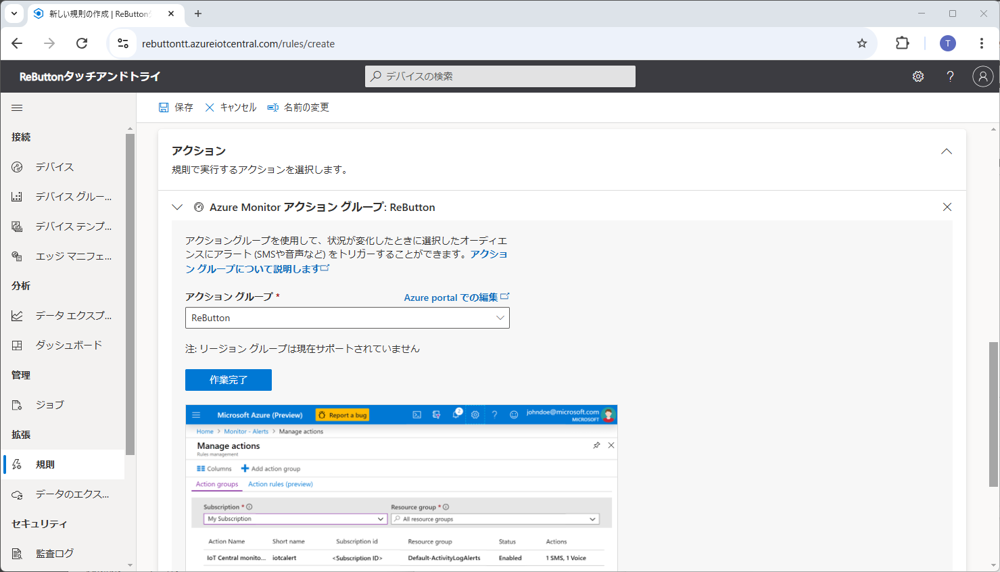 新しい規則の作成 | ReButton
rebuttontt.azureiotcentral.com/rules/create
T
ReButtonタッチアンドトライ
デバイスの検索
保存
キャンセル
名前の変更
接続
デバイス
デバイス グルー...
デバイス テンプ...
エッジ マニフェ...
分析
データ エクスプ...
ダッシュボード
管理
ジョブ
拡張
規則
データのエクス...
セキュリティ
監査ログ
アクション
規則で実行するアクションを選択します。
Azure Monitor アクション グループ: ReButton
アクショングループを使用して、状況が変化したときに選択したオーディエ
ンスにアラート (SMSや音声など) をトリガーすることができます。アクショ
ン グループについて説明します
アクション グループ *
Azure portal での編集
ReButton
注: リージョン グループは現在サポートされていません
作業完了
Microsoft Azure (Preview)
Report a bug
2
johndoe@microsoft.com
MICROSOFT
Home > Monitor - Alerts > Manage actions
Manage actions
Rules management
Columns
Add action group
Action groups
Action rules (preview)
Subscription *
Resource group *
My Subscription
All resource groups
Action Name Short name Subscription id Resource group Status Actions
IoT Central monito... iotcalert <Subscription ID> Default-ActivityLogAlerts Enabled 1 SMS, 1 Voice